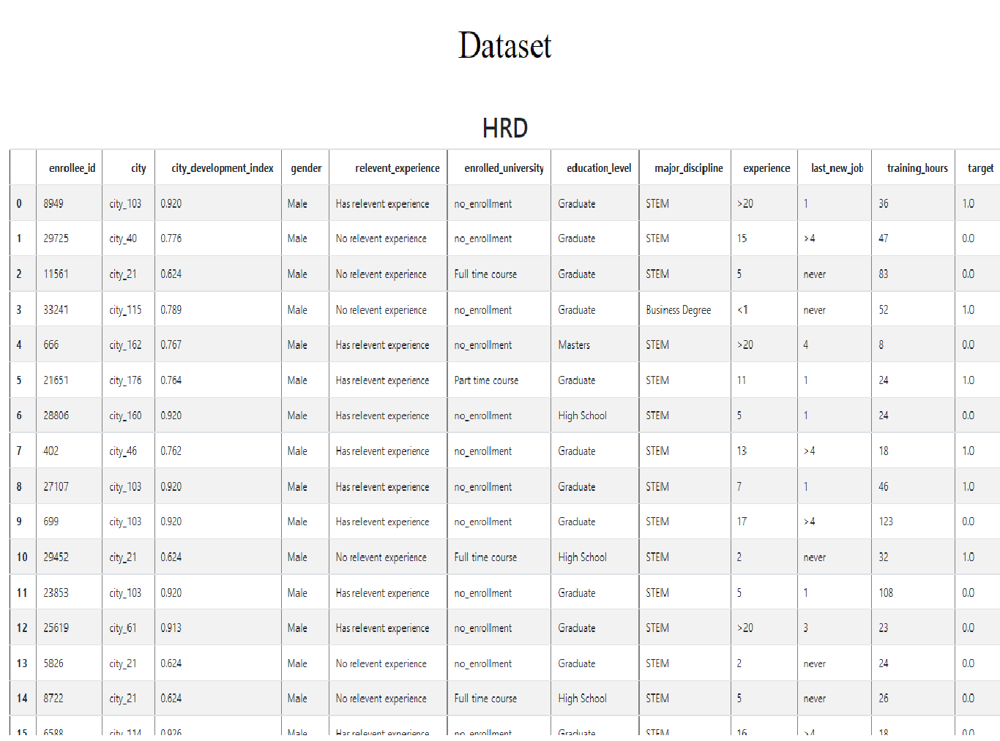 Dataset
HRD
enrollee_id city city_development_index gender relevent_experience enrolled_university education_level major_discipline experience last_new_job training_hours target
0 8949 city_103 0.920 Male Has relevent experience no_enrollment Graduate STEM >20 1 36 1.0
1 29725 city_40 0.776 Male No relevent experience no_enrollment Graduate STEM 15 >4 47 0.0
2 11561 city_21 0.624 Male No relevent experience Full time course Graduate STEM 5 never 83 0.0
3 33241 city_115 0.789 Male No relevent experience no_enrollment Graduate Business Degree <1 never 52 1.0
4 666 city_162 0.767 Male Has relevent experience no_enrollment Masters STEM >20 4 8 0.0
5 21651 city_176 0.764 Male Has relevent experience Part time course Graduate STEM 11 1 24 1.0
6 28806 city_160 0.920 Male Has relevent experience no_enrollment High School STEM 5 1 24 0.0
7 402 city_46 0.762 Male Has relevent experience no_enrollment Graduate STEM 13 >4 18 1.0
8 27107 city_103 0.920 Male Has relevent experience no_enrollment Graduate STEM 7 1 46 1.0
9 699 city_103 0.920 Male Has relevent experience no_enrollment Graduate STEM 17 >4 123 0.0
10 29452 city_21 0.624 Male No relevent experience Full time course High School STEM 2 never 32 1.0
11 23853 city_103 0.920 Male Has relevent experience no_enrollment Graduate STEM 5 1 108 0.0
12 25619 city_61 0.913 Male Has relevent experience no_enrollment Graduate STEM >20 3 23 0.0
13 5826 city_21 0.624 Male No relevent experience no_enrollment Graduate STEM 2 never 24 0.0
14 8722 city_21 0.624 Male No relevent experience Full time course High School STEM 5 never 26 0.0
15 6588 city_114 0.926 Male Has relevent experience no_enrollment Graduate STEM 16 >4 18 0.0